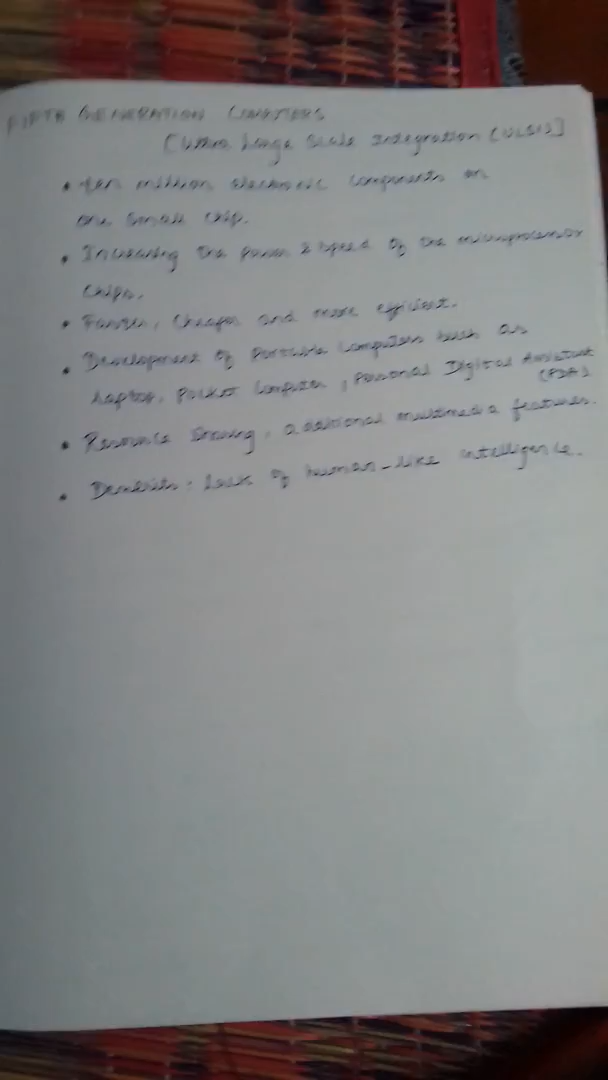 FIFTH GENERATION COMPUTERS
[Ultra Large Scale Integration (ULSI)]
• ten million electronic components on
one small chip.
• Increasing the power & speed of the microprocessor
chips.
• Faster, Cheaper and more efficient.
• Development of portable computers such as
laptop, pocket computer, Personal Digital Assistant
(PDA)
• Resource sharing, additional multimedia features.
• Demerits: Lack of human-like intelligence.